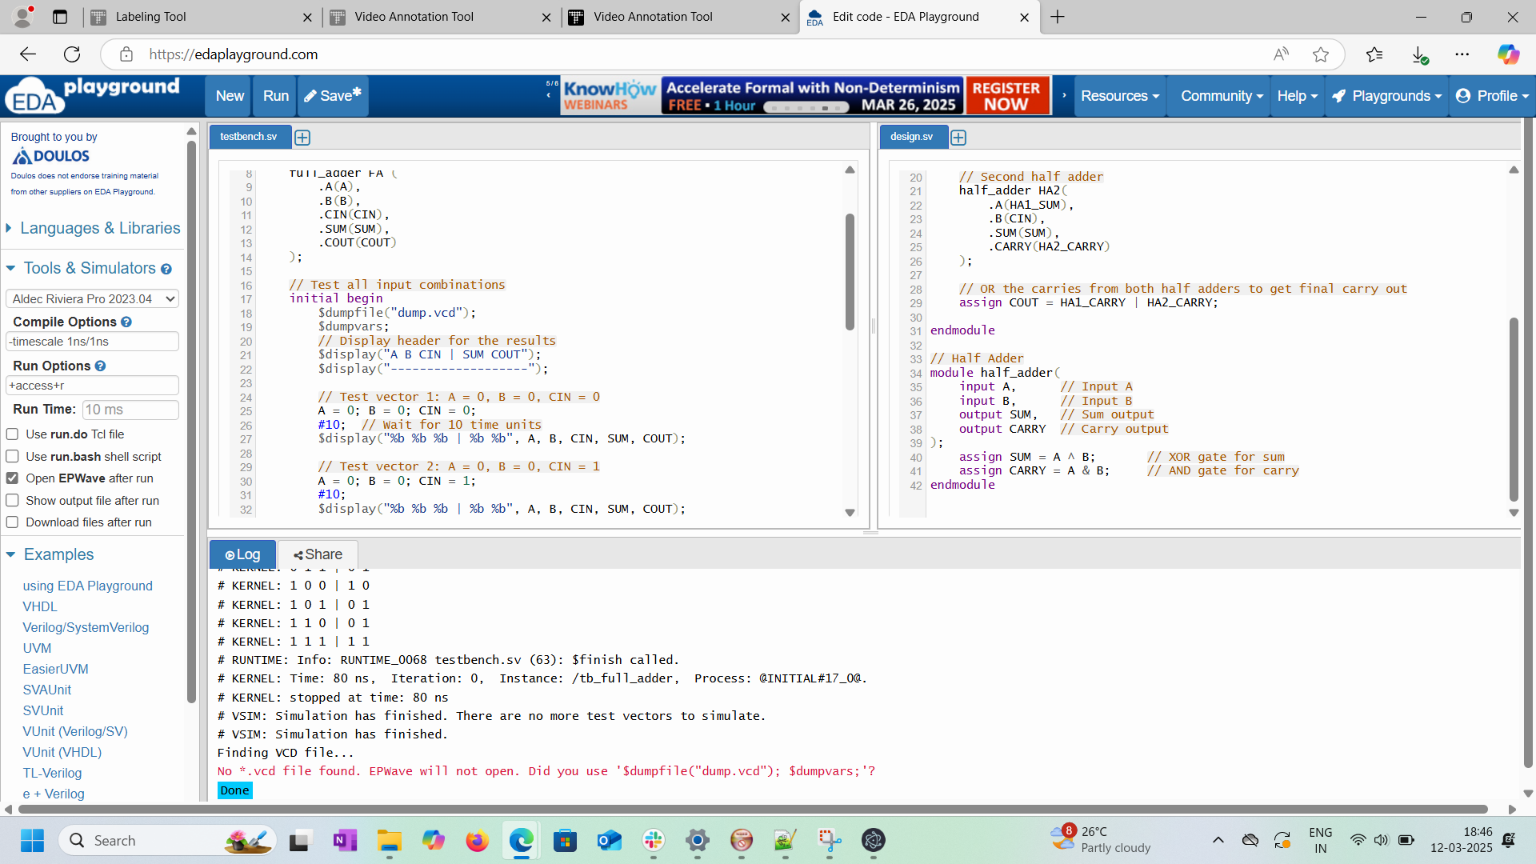 Labeling Tool
Video Annotation Tool
Video Annotation Tool
EDA
Edit code - EDA Playground
https://edaplayground.com
EDA playground
New
Run
Save*
5/6
KnowHow
WEBINARS
Accelerate Formal with Non-Determinism
FREE • 1 Hour
MAR 26, 2025
REGISTER
NOW
Resources
Community
Help
Playgrounds
Profile
Brought to you by
DOULOS
Doulos does not endorse training material
from other suppliers on EDA Playground.
Languages & Libraries
Tools & Simulators
Aldec Riviera Pro 2023.04
Compile Options
-timescale 1ns/1ns
Run Options
+access+r
Run Time: 10 ms
Use run.do Tcl file
Use run.bash shell script
Open EPWave after run
Show output file after run
Download files after run
Examples
using EDA Playground
VHDL
Verilog/SystemVerilog
UVM
EasierUVM
SVAUnit
SVUnit
VUnit (Verilog/SV)
VUnit (VHDL)
TL-Verilog
e + Verilog
testbench.sv
8 full_adder FA (
9 .A(A),
10 .B(B),
11 .CIN(CIN),
12 .SUM(SUM),
13 .COUT(COUT)
14 );
15
16 // Test all input combinations
17 initial begin
18 $dumpfile("dump.vcd");
19 $dumpvars;
20 // Display header for the results
21 $display("A B CIN | SUM COUT");
22 $display("-------------------");
23
24 // Test vector 1: A = 0, B = 0, CIN = 0
25 A = 0; B = 0; CIN = 0;
26 #10; // Wait for 10 time units
27 $display("%b %b %b | %b %b", A, B, CIN, SUM, COUT);
28
29 // Test vector 2: A = 0, B = 0, CIN = 1
30 A = 0; B = 0; CIN = 1;
31 #10;
32 $display("%b %b %b | %b %b", A, B, CIN, SUM, COUT);
design.sv
20 // Second half adder
21 half_adder HA2(
22 .A(HA1_SUM),
23 .B(CIN),
24 .SUM(SUM),
25 .CARRY(HA2_CARRY)
26 );
27
28 // OR the carries from both half adders to get final carry out
29 assign COUT = HA1_CARRY | HA2_CARRY;
30
31 endmodule
32
33 // Half Adder
34 module half_adder(
35 input A, // Input A
36 input B, // Input B
37 output SUM, // Sum output
38 output CARRY // Carry output
39 );
40 assign SUM = A ^ B; // XOR gate for sum
41 assign CARRY = A & B; // AND gate for carry
42 endmodule
Log
Share
# KERNEL: 0 1 1 | 0 1
# KERNEL: 1 0 0 | 1 0
# KERNEL: 1 0 1 | 0 1
# KERNEL: 1 1 0 | 0 1
# KERNEL: 1 1 1 | 1 1
# RUNTIME: Info: RUNTIME_0068 testbench.sv (63): $finish called.
# KERNEL: Time: 80 ns, Iteration: 0, Instance: /tb_full_adder, Process: @INITIAL#17_0@.
# KERNEL: stopped at time: 80 ns
# VSIM: Simulation has finished. There are no more test vectors to simulate.
# VSIM: Simulation has finished.
Finding VCD file...
No *.vcd file found. EPWave will not open. Did you use '$dumpfile("dump.vcd"); $dumpvars;'?
Done
Search
8
26°C
Partly cloudy
ENG
IN
18:46
12-03-2025